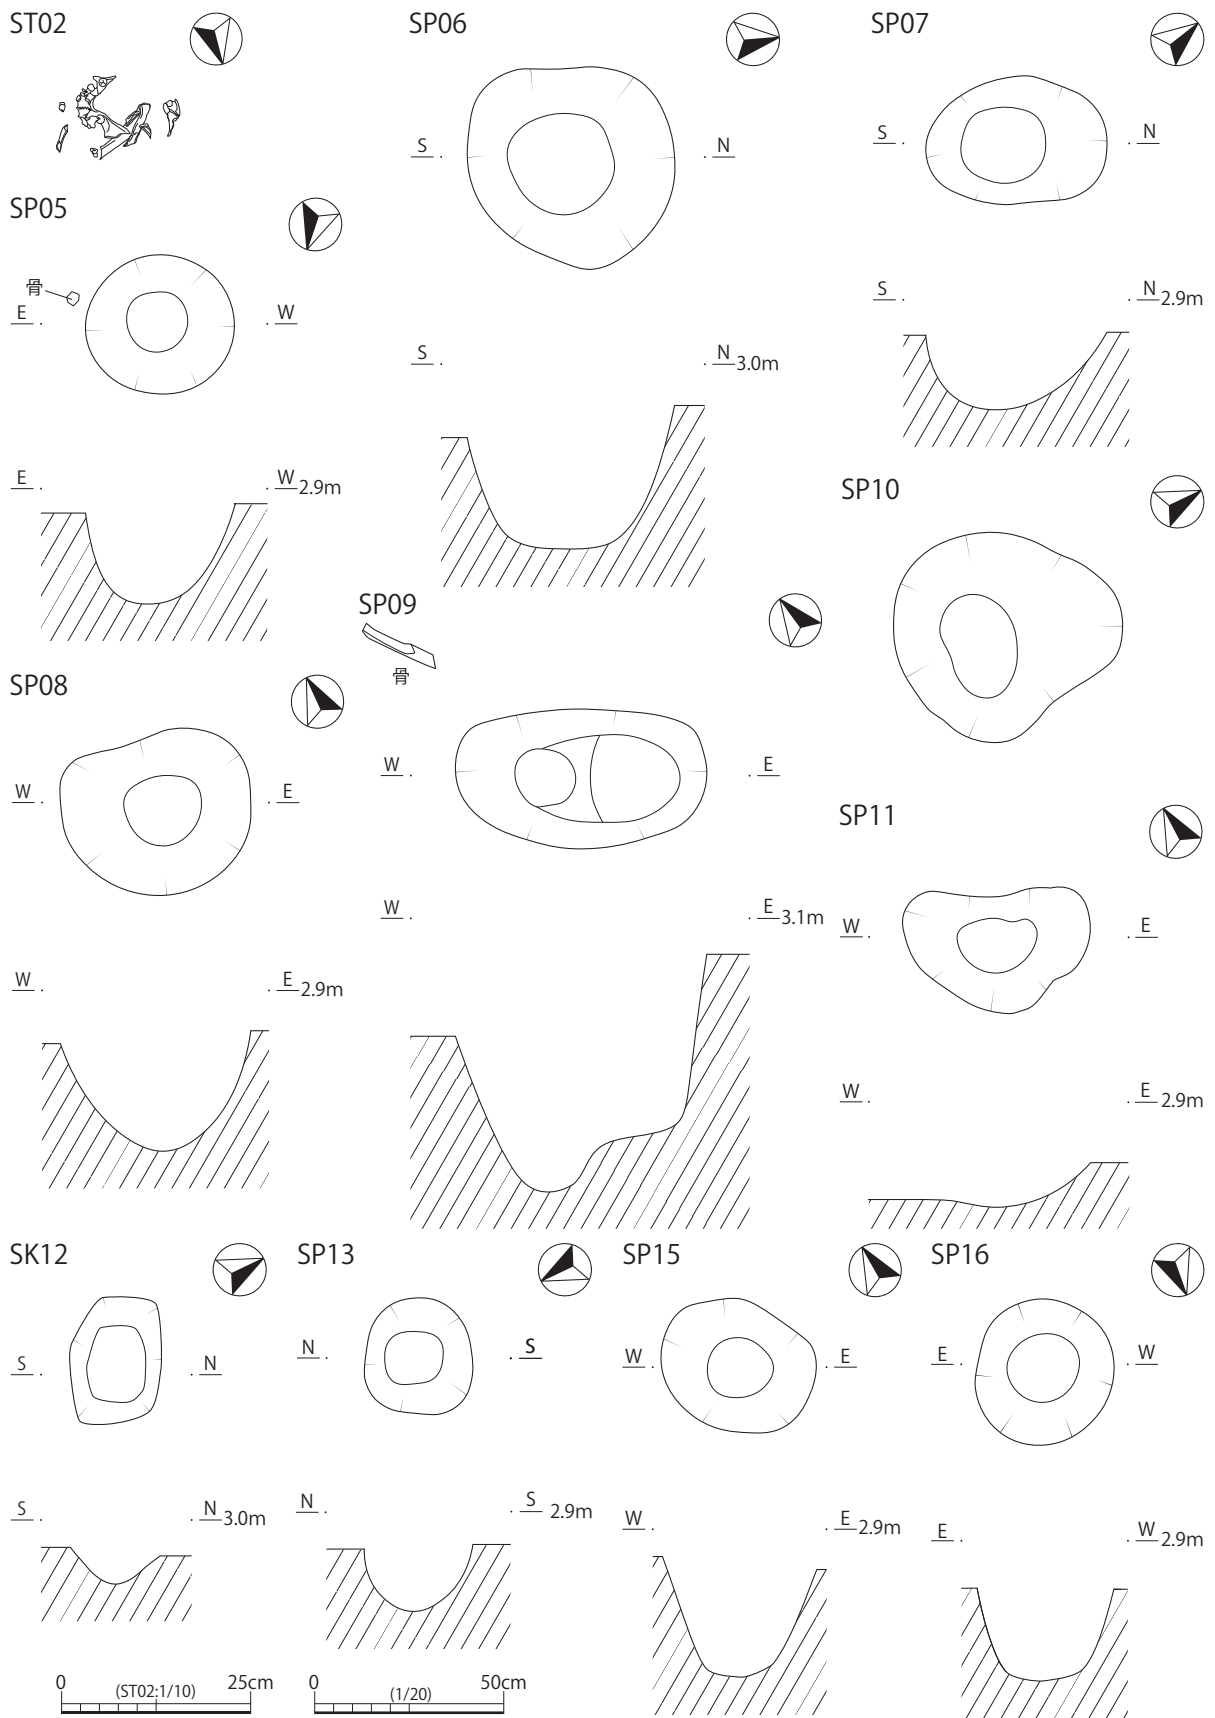 ST02
SP05
骨
E W
E W 2.9m
SP06
S N
S N 3.0m
SP07
S N
S N 2.9m
SP08
W E
W E 2.9m
SP09
骨
W E
W E 3.1m
SP10
SP11
W E
W E 2.9m
SK12
S N
S N 3.0m
SP13
N S
N S 2.9m
SP15
W E
W E 2.9m
SP16
E W
E W 2.9m
0 (ST02:1/10) 25cm
0 (1/20) 50cm